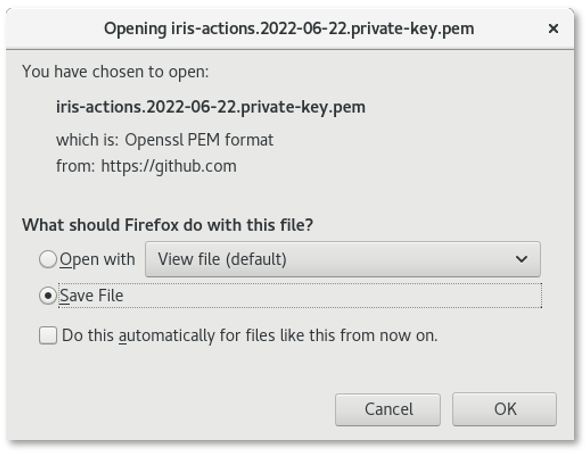 Opening iris-actions.2022-06-22.private-key.pem
You have chosen to open:
iris-actions.2022-06-22.private-key.pem
which is: Openssl PEM format
from: https://github.com
What should Firefox do with this file?
Open with View file (default)
Save File
Do this automatically for files like this from now on.
Cancel OK